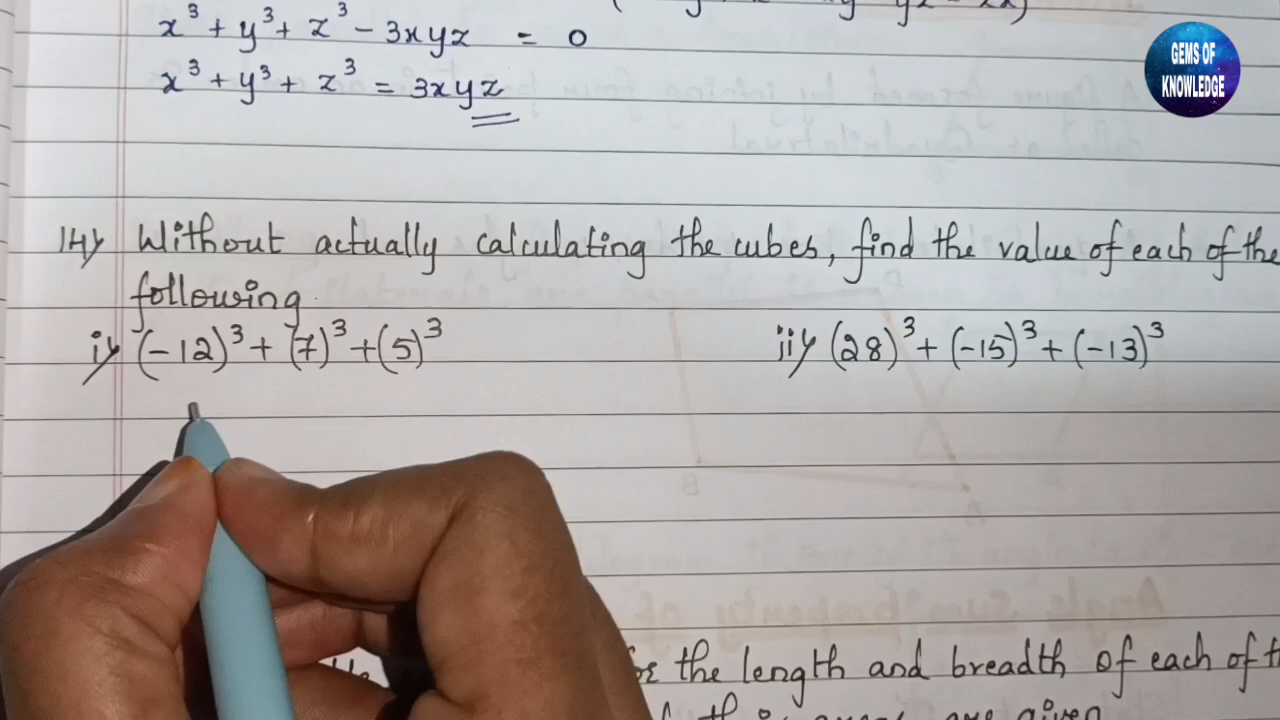 x³ + y³ + z³ - 3xyz = 0
x³ + y³ + z³ = 3xyz
GEMS OF
KNOWLEDGE
14) Without actually calculating the cubes, find the value of each of the
following.
i) (-12)³ + (7)³ + (5)³
ii) (28)³ + (-15)³ + (-13)³
the length and breadth of each of
are given